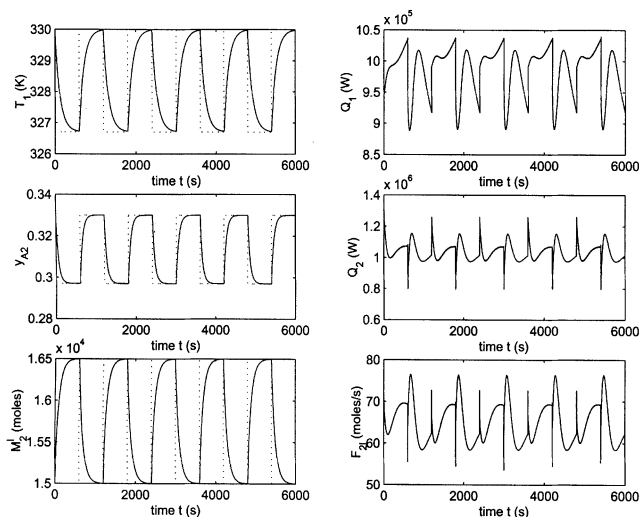 330
329
328
327
326
T1 (K)
0 2000 4000 6000
time t (s)
x 10^5
10.5
10
9.5
9
8.5
Q1 (W)
0 2000 4000 6000
time t (s)
0.34
0.32
0.3
0.28
yA2
0 2000 4000 6000
time t (s)
x 10^6
1.4
1.2
1
0.8
0.6
Q2 (W)
0 2000 4000 6000
time t (s)
x 10^4
1.65
1.6
1.55
1.5
M2^l (moles)
0 2000 4000 6000
time t (s)
80
70
60
50
F2l (moles/s)
0 2000 4000 6000
time t (s)